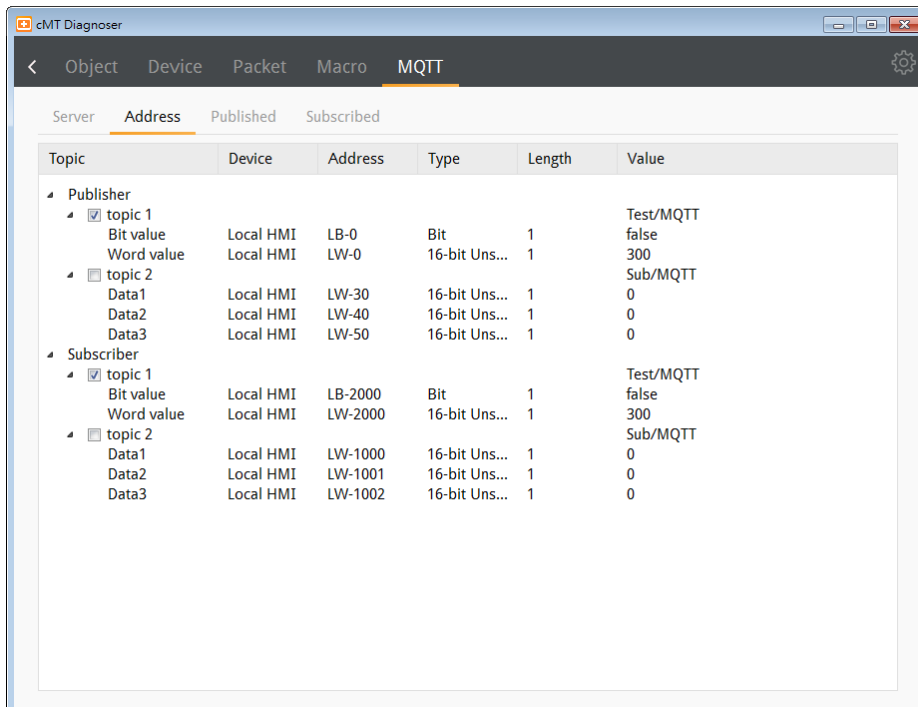 cMT Diagnoser
Object Device Packet Macro MQTT
Server Address Published Subscribed
Topic Device Address Type Length Value
Publisher
topic 1 Test/MQTT
Bit value Local HMI LB-0 Bit 1 false
Word value Local HMI LW-0 16-bit Uns... 1 300
topic 2 Sub/MQTT
Data1 Local HMI LW-30 16-bit Uns... 1 0
Data2 Local HMI LW-40 16-bit Uns... 1 0
Data3 Local HMI LW-50 16-bit Uns... 1 0
Subscriber
topic 1 Test/MQTT
Bit value Local HMI LB-2000 Bit 1 false
Word value Local HMI LW-2000 16-bit Uns... 1 300
topic 2 Sub/MQTT
Data1 Local HMI LW-1000 16-bit Uns... 1 0
Data2 Local HMI LW-1001 16-bit Uns... 1 0
Data3 Local HMI LW-1002 16-bit Uns... 1 0